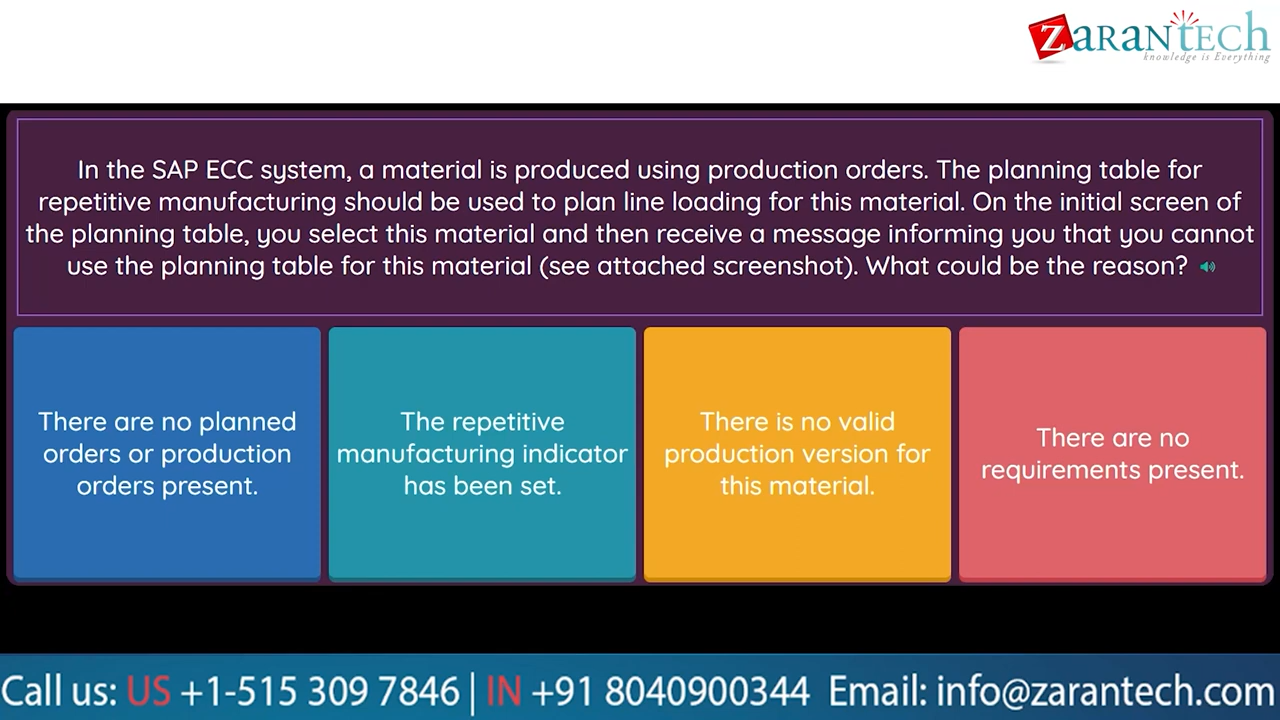 ZARANTECH
knowledge is Everything
In the SAP ECC system, a material is produced using production orders. The planning table for
repetitive manufacturing should be used to plan line loading for this material. On the initial screen of
the planning table, you select this material and then receive a message informing you that you cannot
use the planning table for this material (see attached screenshot). What could be the reason?
There are no planned
orders or production
orders present.
The repetitive
manufacturing indicator
has been set.
There is no valid
production version for
this material.
There are no
requirements present.
Call us: US +1-515 309 7846 | IN +91 8040900344 Email: info@zarantech.com